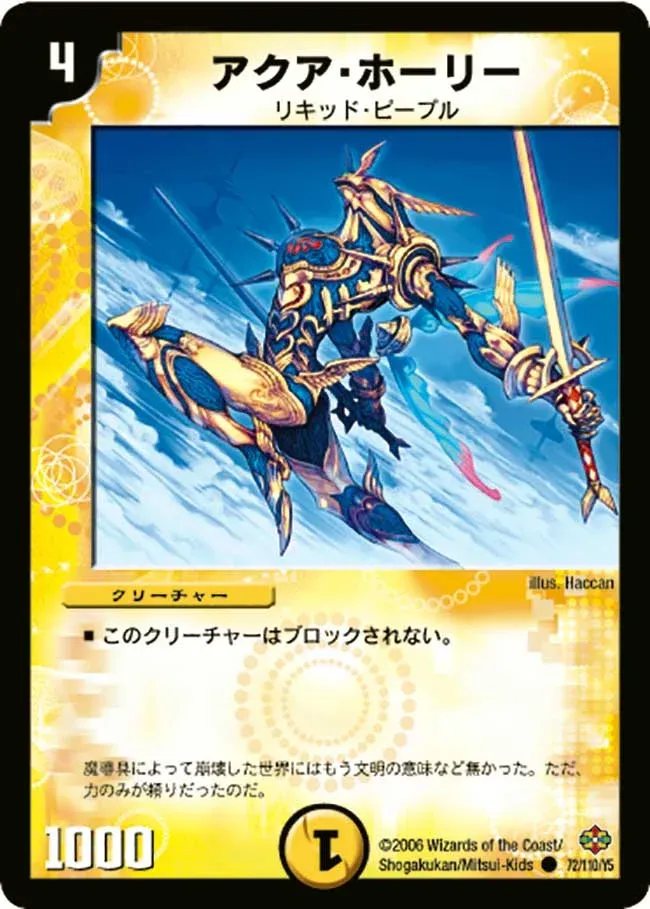 4
アクア・ホーリー
リキッド・ピープル
illus. Haccan
クリーチャー
■ このクリーチャーはブロックされない。
魔導具によって崩壊した世界にはもう文明の意味など無かった。ただ、
力のみが頼りだったのだ。
1000
1
©2006 Wizards of the Coast/
Shogakukan/Mitsui-Kids ● 72/110/Y5